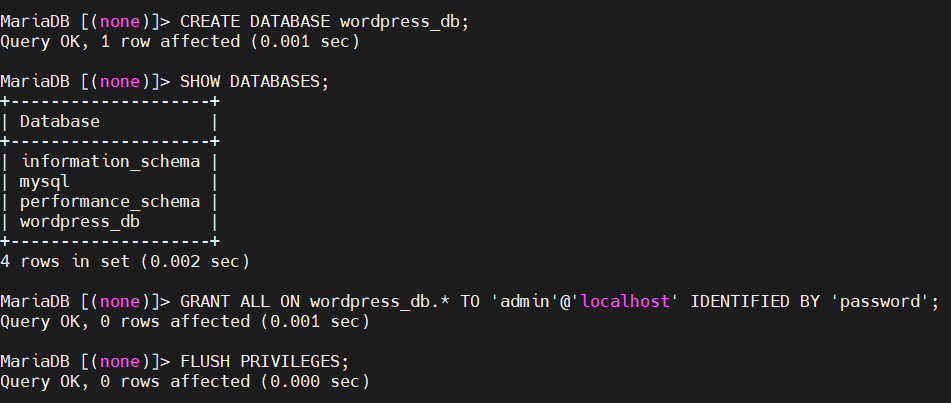 MariaDB [(none)]> CREATE DATABASE wordpress_db;
Query OK, 1 row affected (0.001 sec)
MariaDB [(none)]> SHOW DATABASES;
+--------------------+
| Database           |
+--------------------+
| information_schema |
| mysql              |
| performance_schema |
| wordpress_db       |
+--------------------+
4 rows in set (0.002 sec)
MariaDB [(none)]> GRANT ALL ON wordpress_db.* TO 'admin'@'localhost' IDENTIFIED BY 'password';
Query OK, 0 rows affected (0.001 sec)
MariaDB [(none)]> FLUSH PRIVILEGES;
Query OK, 0 rows affected (0.000 sec)